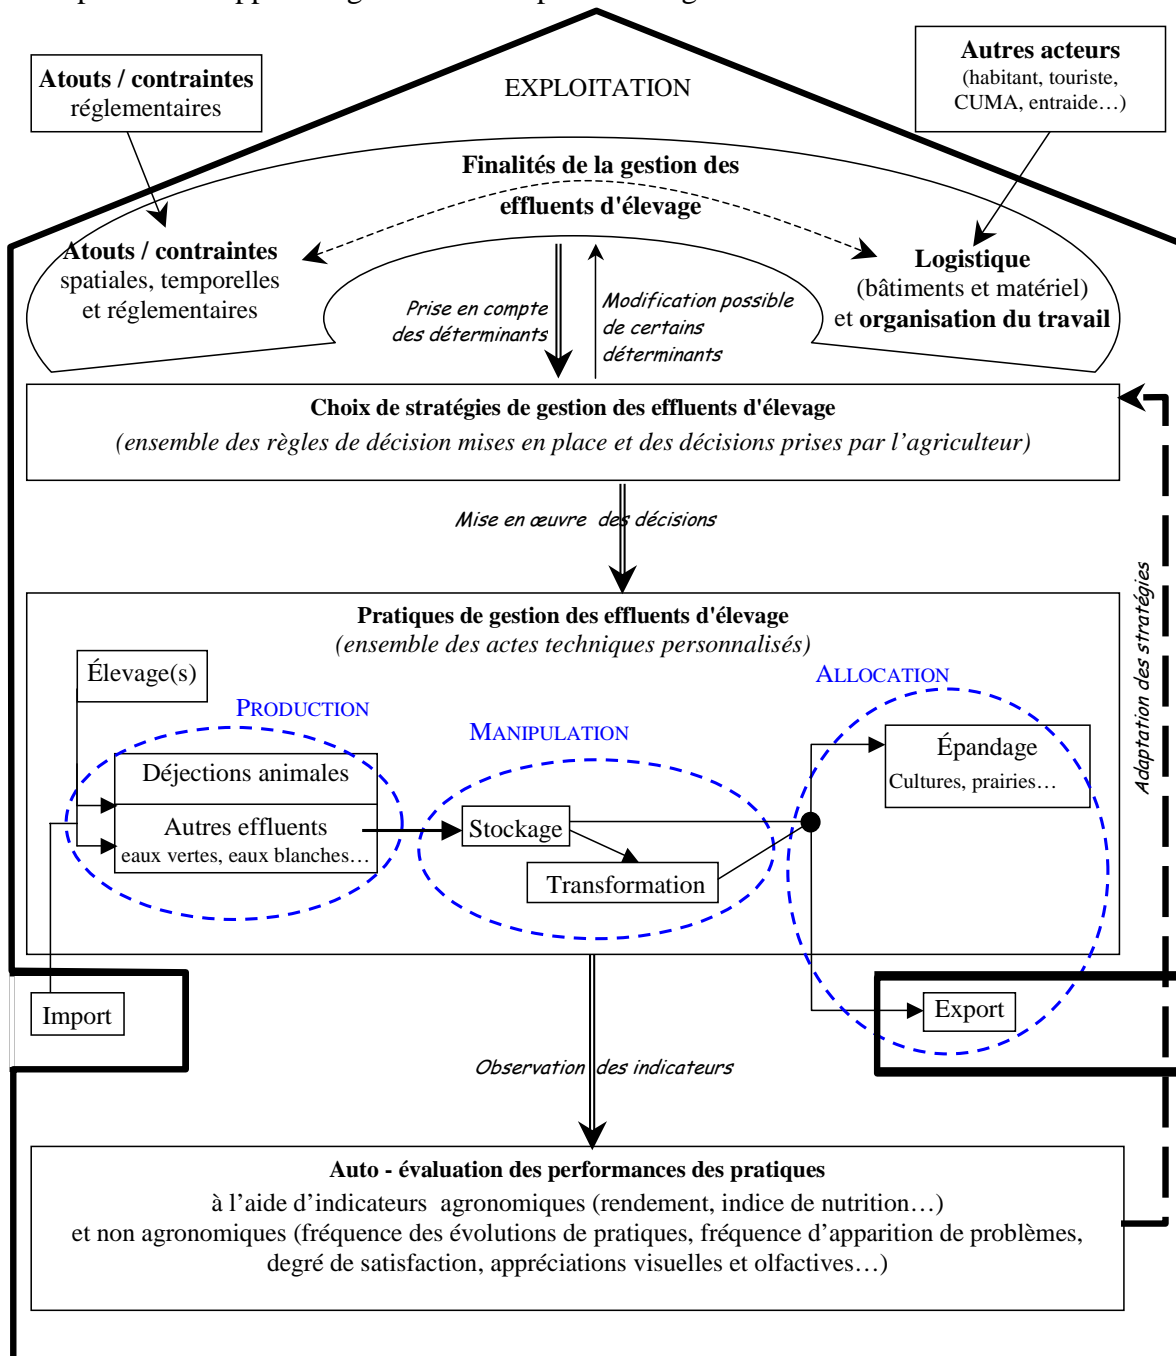 Atouts / contraintes
réglementaires
Autres acteurs
(habitant, touriste,
CUMA, entraide…)
EXPLOITATION
Finalités de la gestion des
effluents d'élevage
Atouts / contraintes
spatiales, temporelles
et réglementaires
Logistique
(bâtiments et matériel)
et organisation du travail
Prise en compte
des déterminants
Modification possible
de certains
déterminants
Choix de stratégies de gestion des effluents d'élevage
(ensemble des règles de décision mises en place et des décisions prises par l’agriculteur)
Mise en œuvre des décisions
Adaptation des stratégies
Pratiques de gestion des effluents d'élevage
(ensemble des actes techniques personnalisés)
Élevage(s)
PRODUCTION
MANIPULATION
ALLOCATION
Déjections animales
Autres effluents
eaux vertes, eaux blanches…
Stockage
Transformation
Épandage
Cultures, prairies…
Import
Export
Observation des indicateurs
Auto - évaluation des performances des pratiques
à l’aide d’indicateurs agronomiques (rendement, indice de nutrition…)
et non agronomiques (fréquence des évolutions de pratiques, fréquence d’apparition de problèmes,
degré de satisfaction, appréciations visuelles et olfactives…)